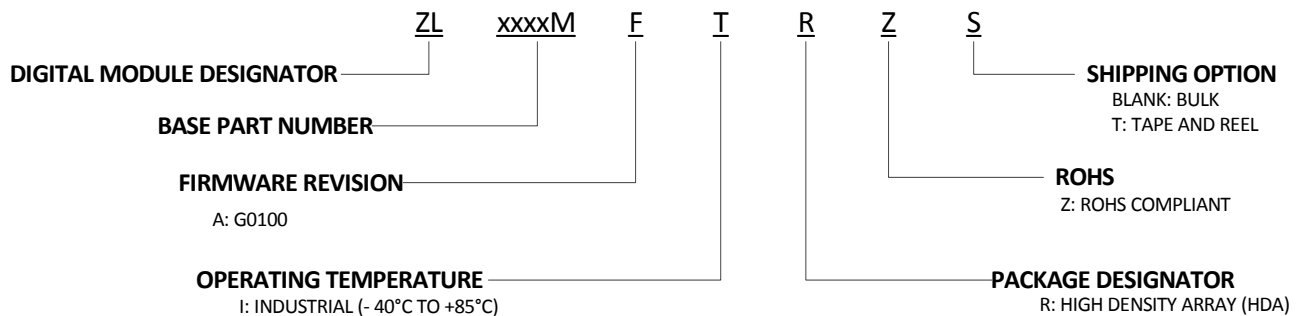 ZL xxxxM F T R Z S
DIGITAL MODULE DESIGNATOR
SHIPPING OPTION
BLANK: BULK
T: TAPE AND REEL
BASE PART NUMBER
FIRMWARE REVISION
A: G0100
ROHS
Z: ROHS COMPLIANT
OPERATING TEMPERATURE
I: INDUSTRIAL (- 40°C TO +85°C)
PACKAGE DESIGNATOR
R: HIGH DENSITY ARRAY (HDA)